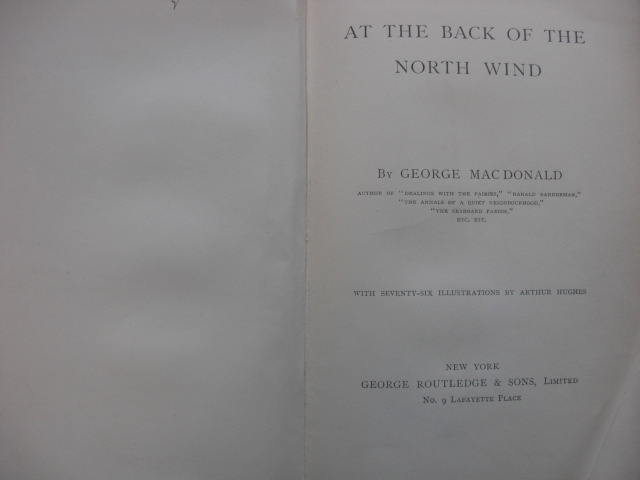 AT THE BACK OF THE
NORTH WIND
By GEORGE MACDONALD
AUTHOR OF "DEALINGS WITH THE FAIRIES," "RANALD BANNERMAN,"
"THE ANNALS OF A QUIET NEIGHBOURHOOD,"
"THE SEABOARD PARISH,"
ETC. ETC.
WITH SEVENTY-SIX ILLUSTRATIONS BY ARTHUR HUGHES
NEW YORK
GEORGE ROUTLEDGE & SONS, LIMITED
No. 9 LAFAYETTE PLACE